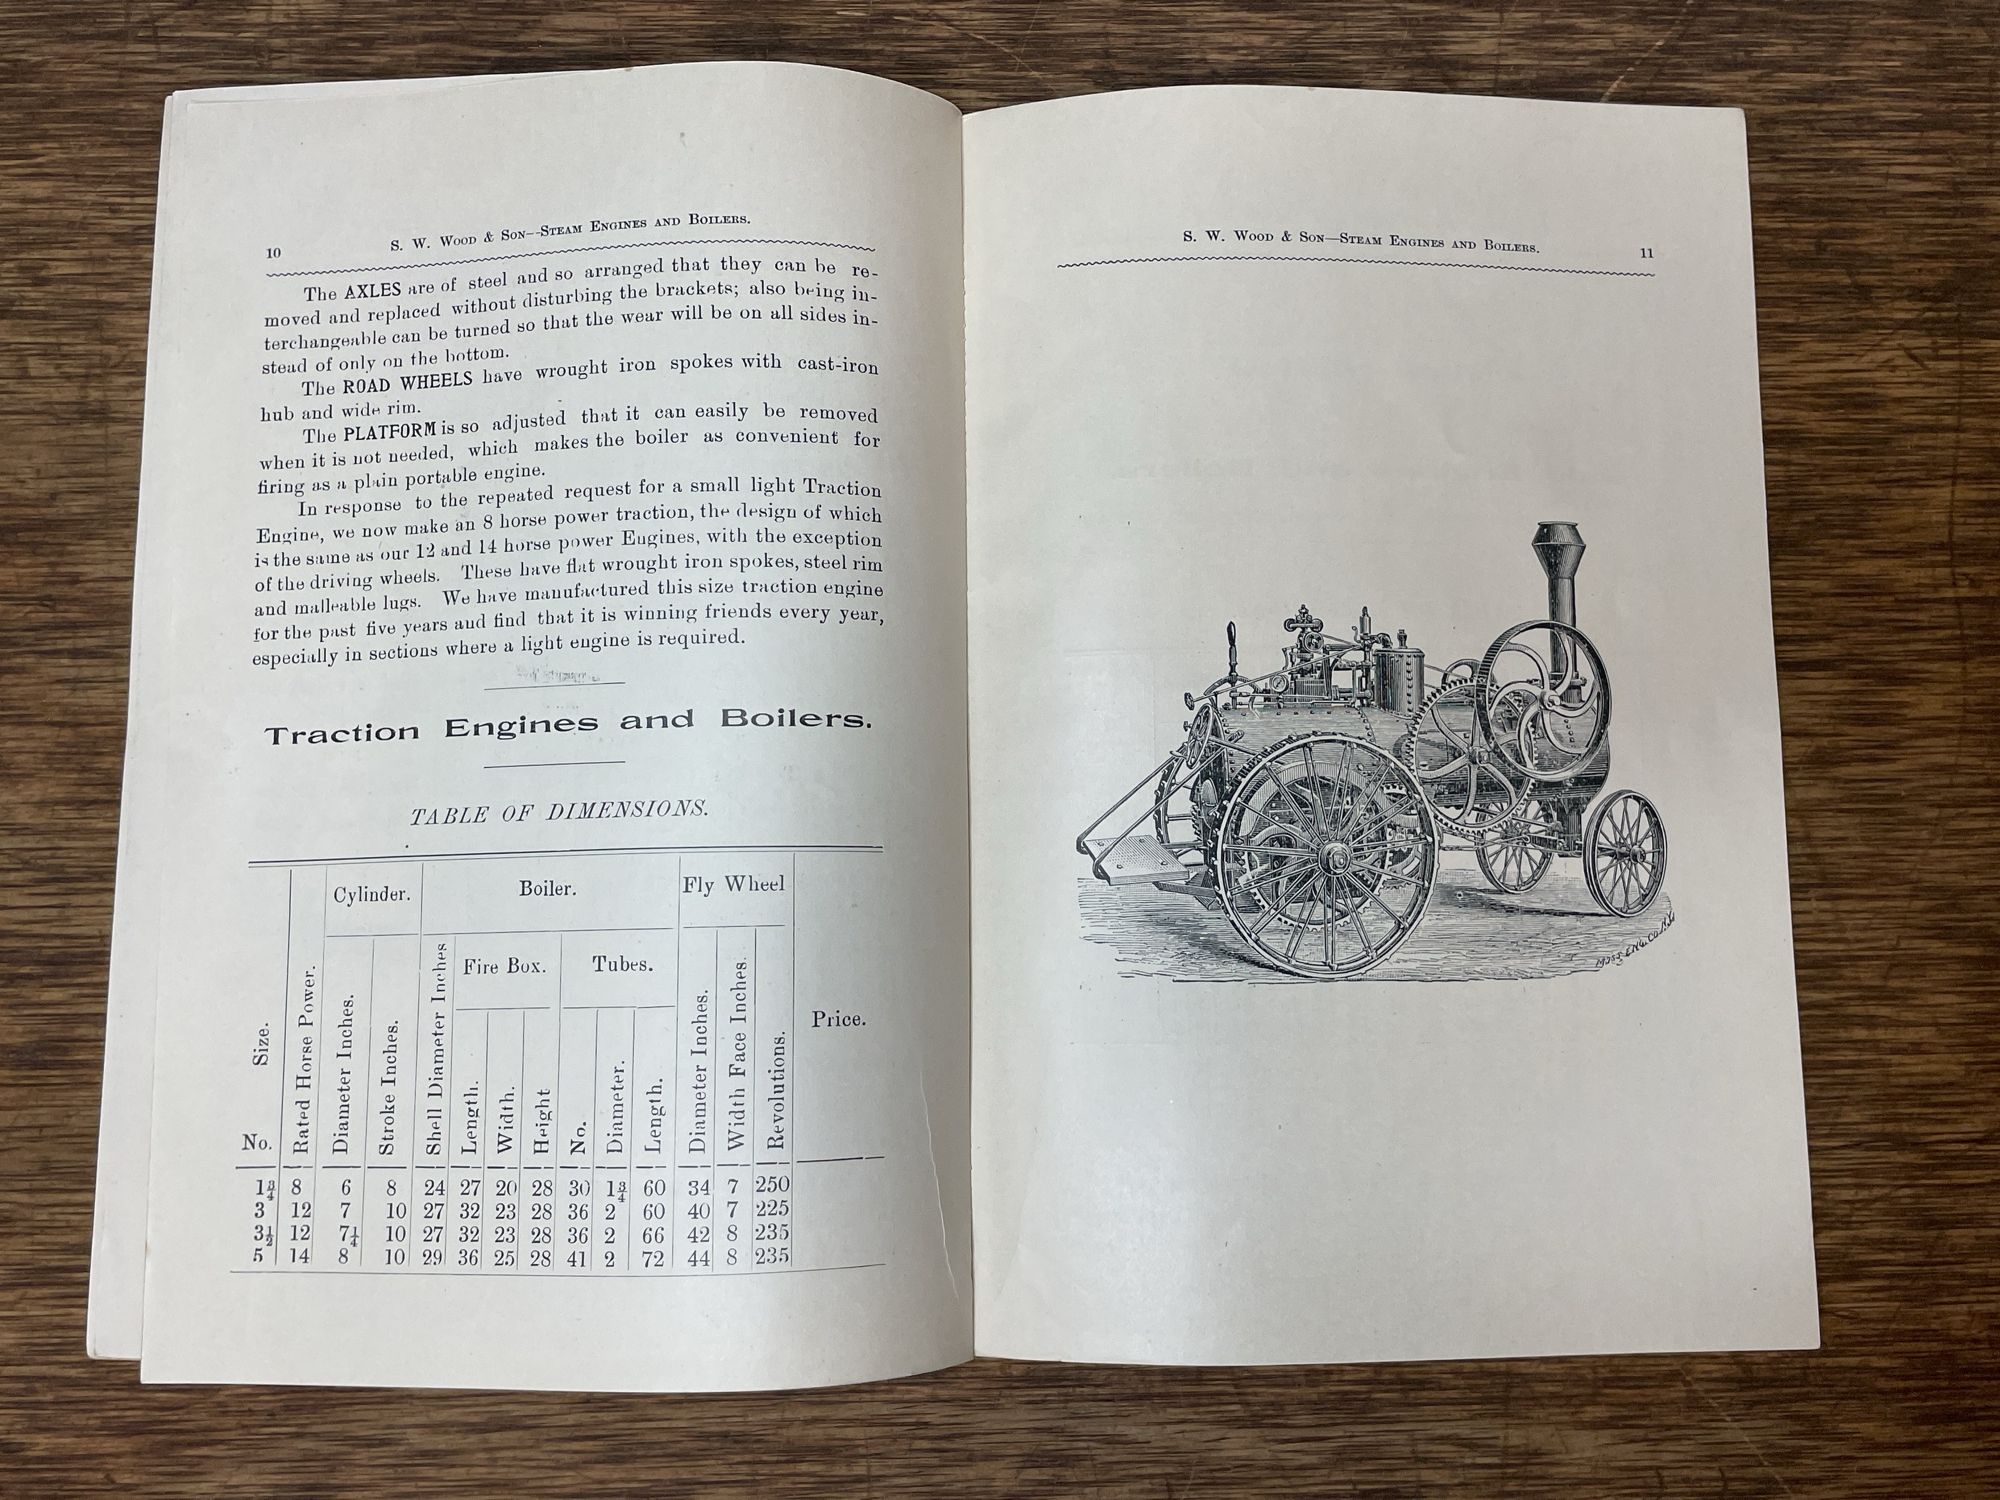 10
S. W. Wood & Son--Steam Engines and Boilers.
The AXLES are of steel and so arranged that they can be re-
moved and replaced without disturbing the brackets; also being in-
terchangeable can be turned so that the wear will be on all sides in-
stead of only on the bottom.
The ROAD WHEELS have wrought iron spokes with cast-iron
hub and wide rim.
The PLATFORM is so adjusted that it can easily be removed
when it is not needed, which makes the boiler as convenient for
firing as a plain portable engine.
In response to the repeated request for a small light Traction
Engine, we now make an 8 horse power traction, the design of which
is the same as our 12 and 14 horse power Engines, with the exception
of the driving wheels. These have flat wrought iron spokes, steel rim
and malleable lugs. We have manufactured this size traction engine
for the past five years and find that it is winning friends every year,
especially in sections where a light engine is required.
Traction Engines and Boilers.
TABLE OF DIMENSIONS.
Cylinder. Boiler. Fly Wheel
Fire Box. Tubes.
Size.
No.
Rated Horse Power.
Diameter Inches.
Stroke Inches.
Shell Diameter Inches
Length.
Width.
Height
No.
Diameter.
Length.
Diameter Inches.
Width Face Inches.
Revolutions.
Price.
1¾ 8 6 8 24 27 20 28 30 1¾ 60 34 7 250
3 12 7 10 27 32 23 28 36 2 60 40 7 225
3½ 12 7¼ 10 27 32 23 28 36 2 66 42 8 235
5 14 8 10 29 36 25 28 41 2 72 44 8 235
S. W. Wood & Son—Steam Engines and Boilers.
11
MOSS ENG. CO. N.Y.